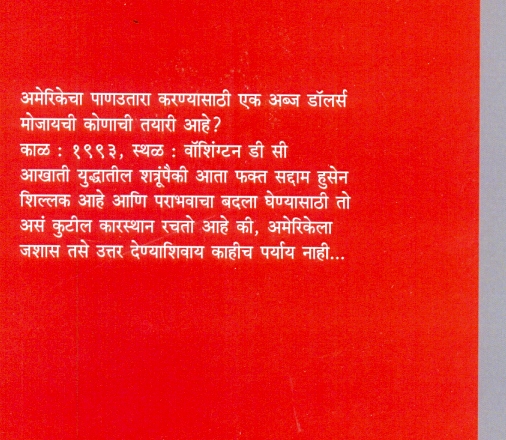 अमेरिकेचा पाणउतारा करण्यासाठी एक अब्ज डॉलर्स
मोजायची कोणाची तयारी आहे?
काळ : १९९३, स्थळ : वॉशिंग्टन डी सी
आखाती युद्धातील शत्रूंपैकी आता फक्त सद्दाम हुसेन
शिल्लक आहे आणि पराभवाचा बदला घेण्यासाठी तो
असं कुटील कारस्थान रचतो आहे की, अमेरिकेला
जशास तसे उत्तर देण्याशिवाय काहीच पर्याय नाही...